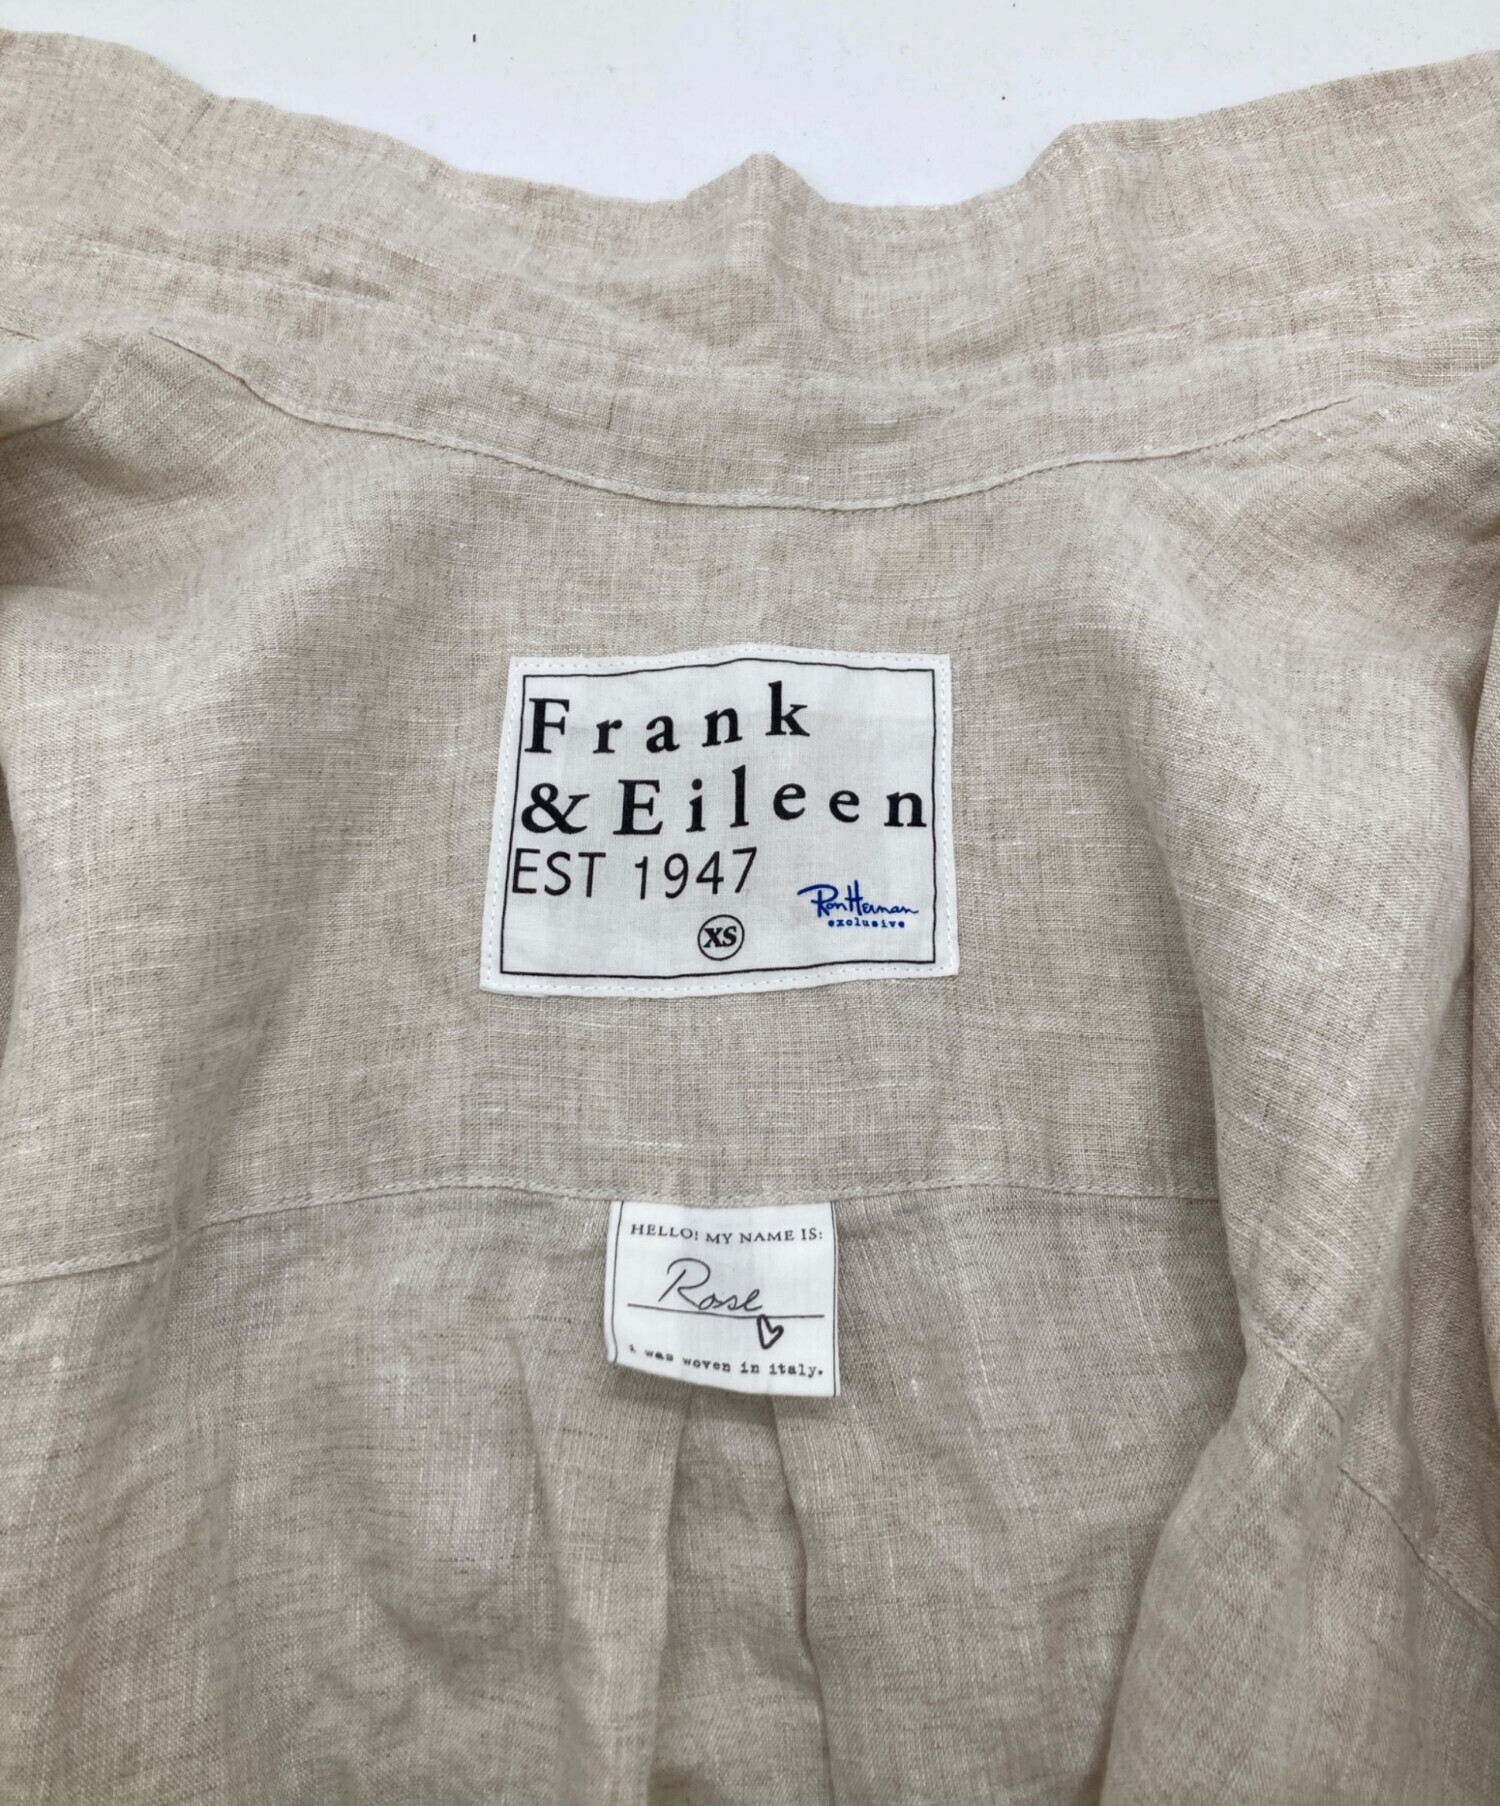 Frank
& Eileen
EST 1947
Ron Herman
exclusive
XS
HELLO! MY NAME IS:
Rose
i was woven in italy.